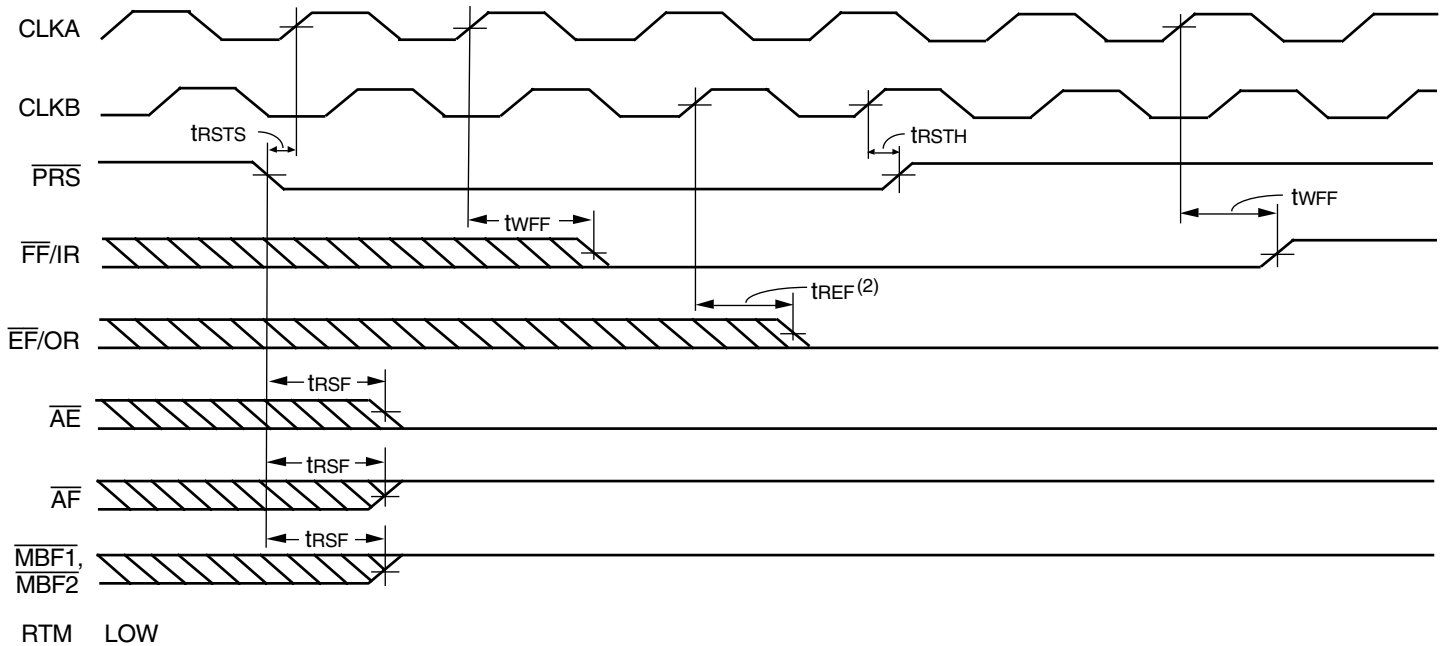 CLKA
CLKB
tRSTS
tRSTH
PRS
tWFF
tWFF
FF/IR
tREF(2)
EF/OR
tRSF
AE
tRSF
AF
tRSF
MBF1,
MBF2
RTM LOW